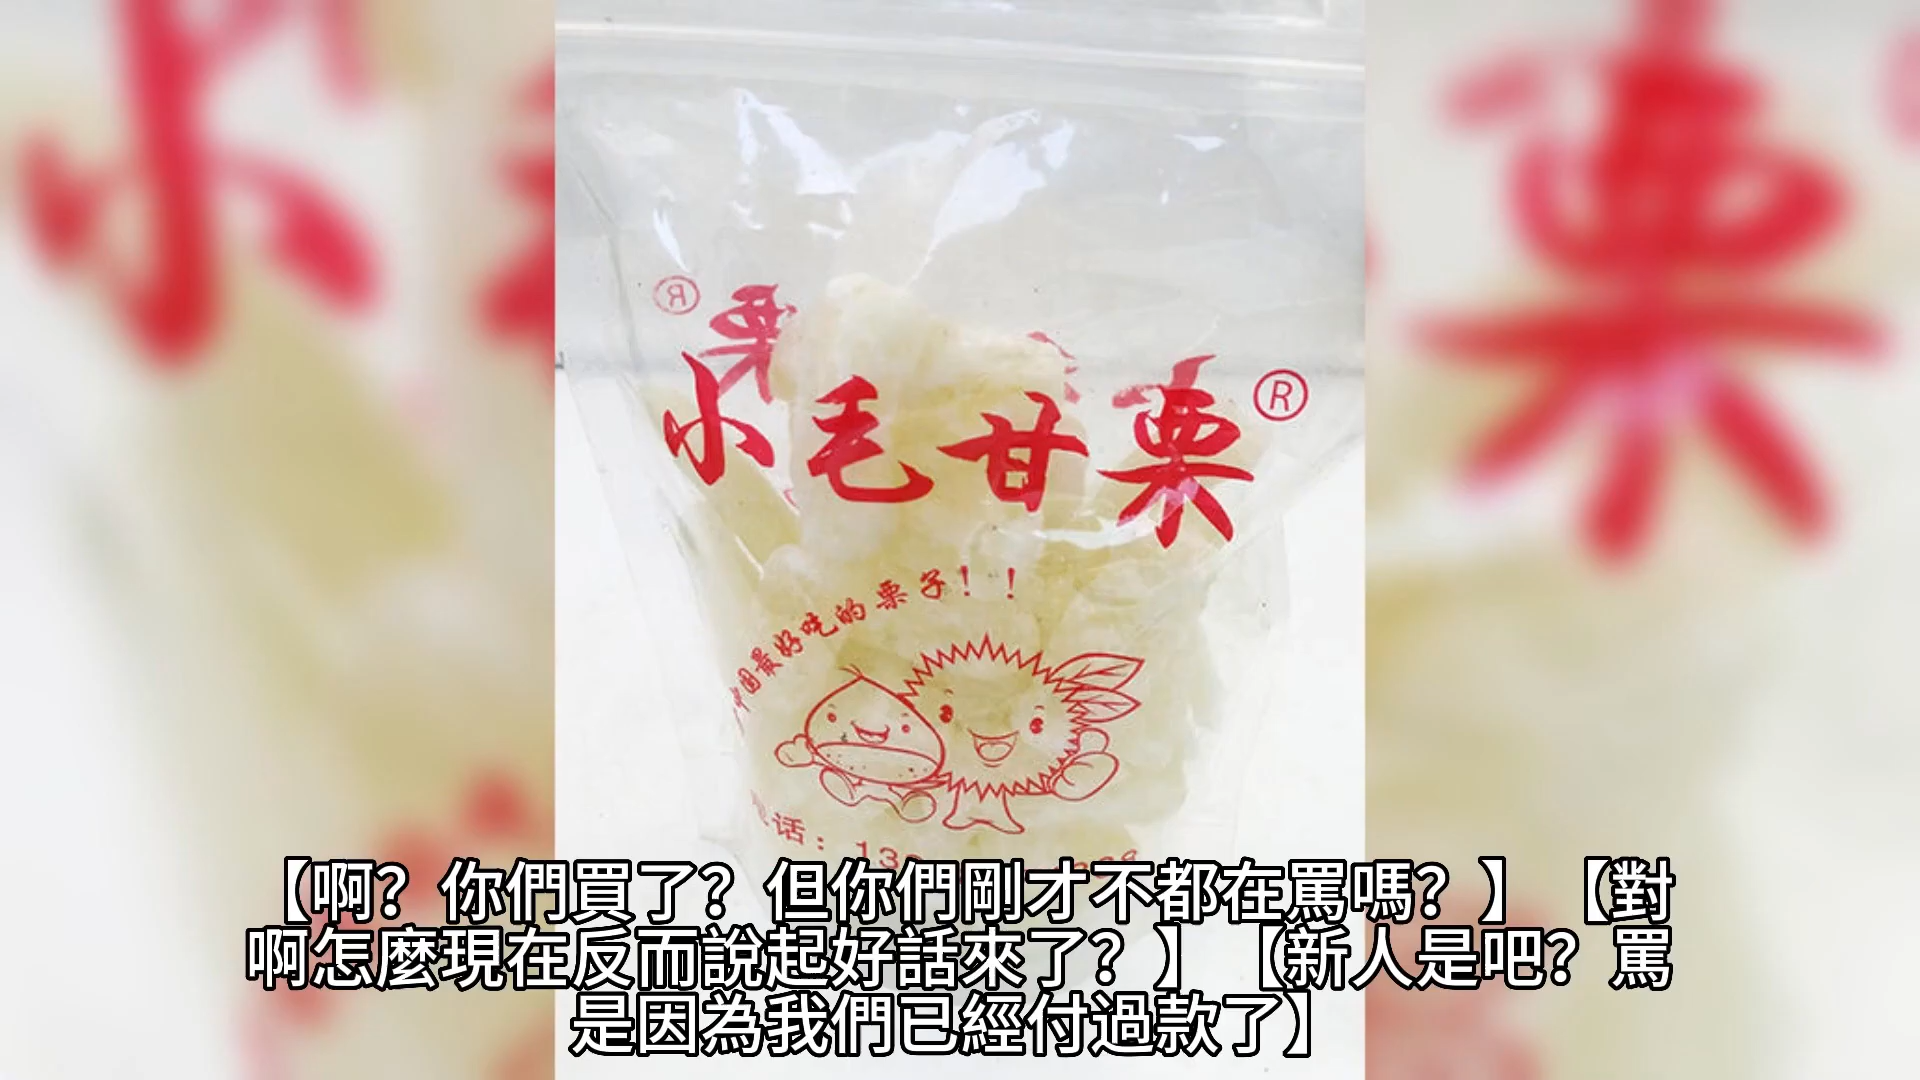 小毛甘栗®
中国最好吃的栗子！！
话：13
【啊？你們買了？但你們剛才不都在罵嗎？】【對
啊怎麼現在反而說起好話來了？】【新人是吧？罵
是因為我們已經付過款了】